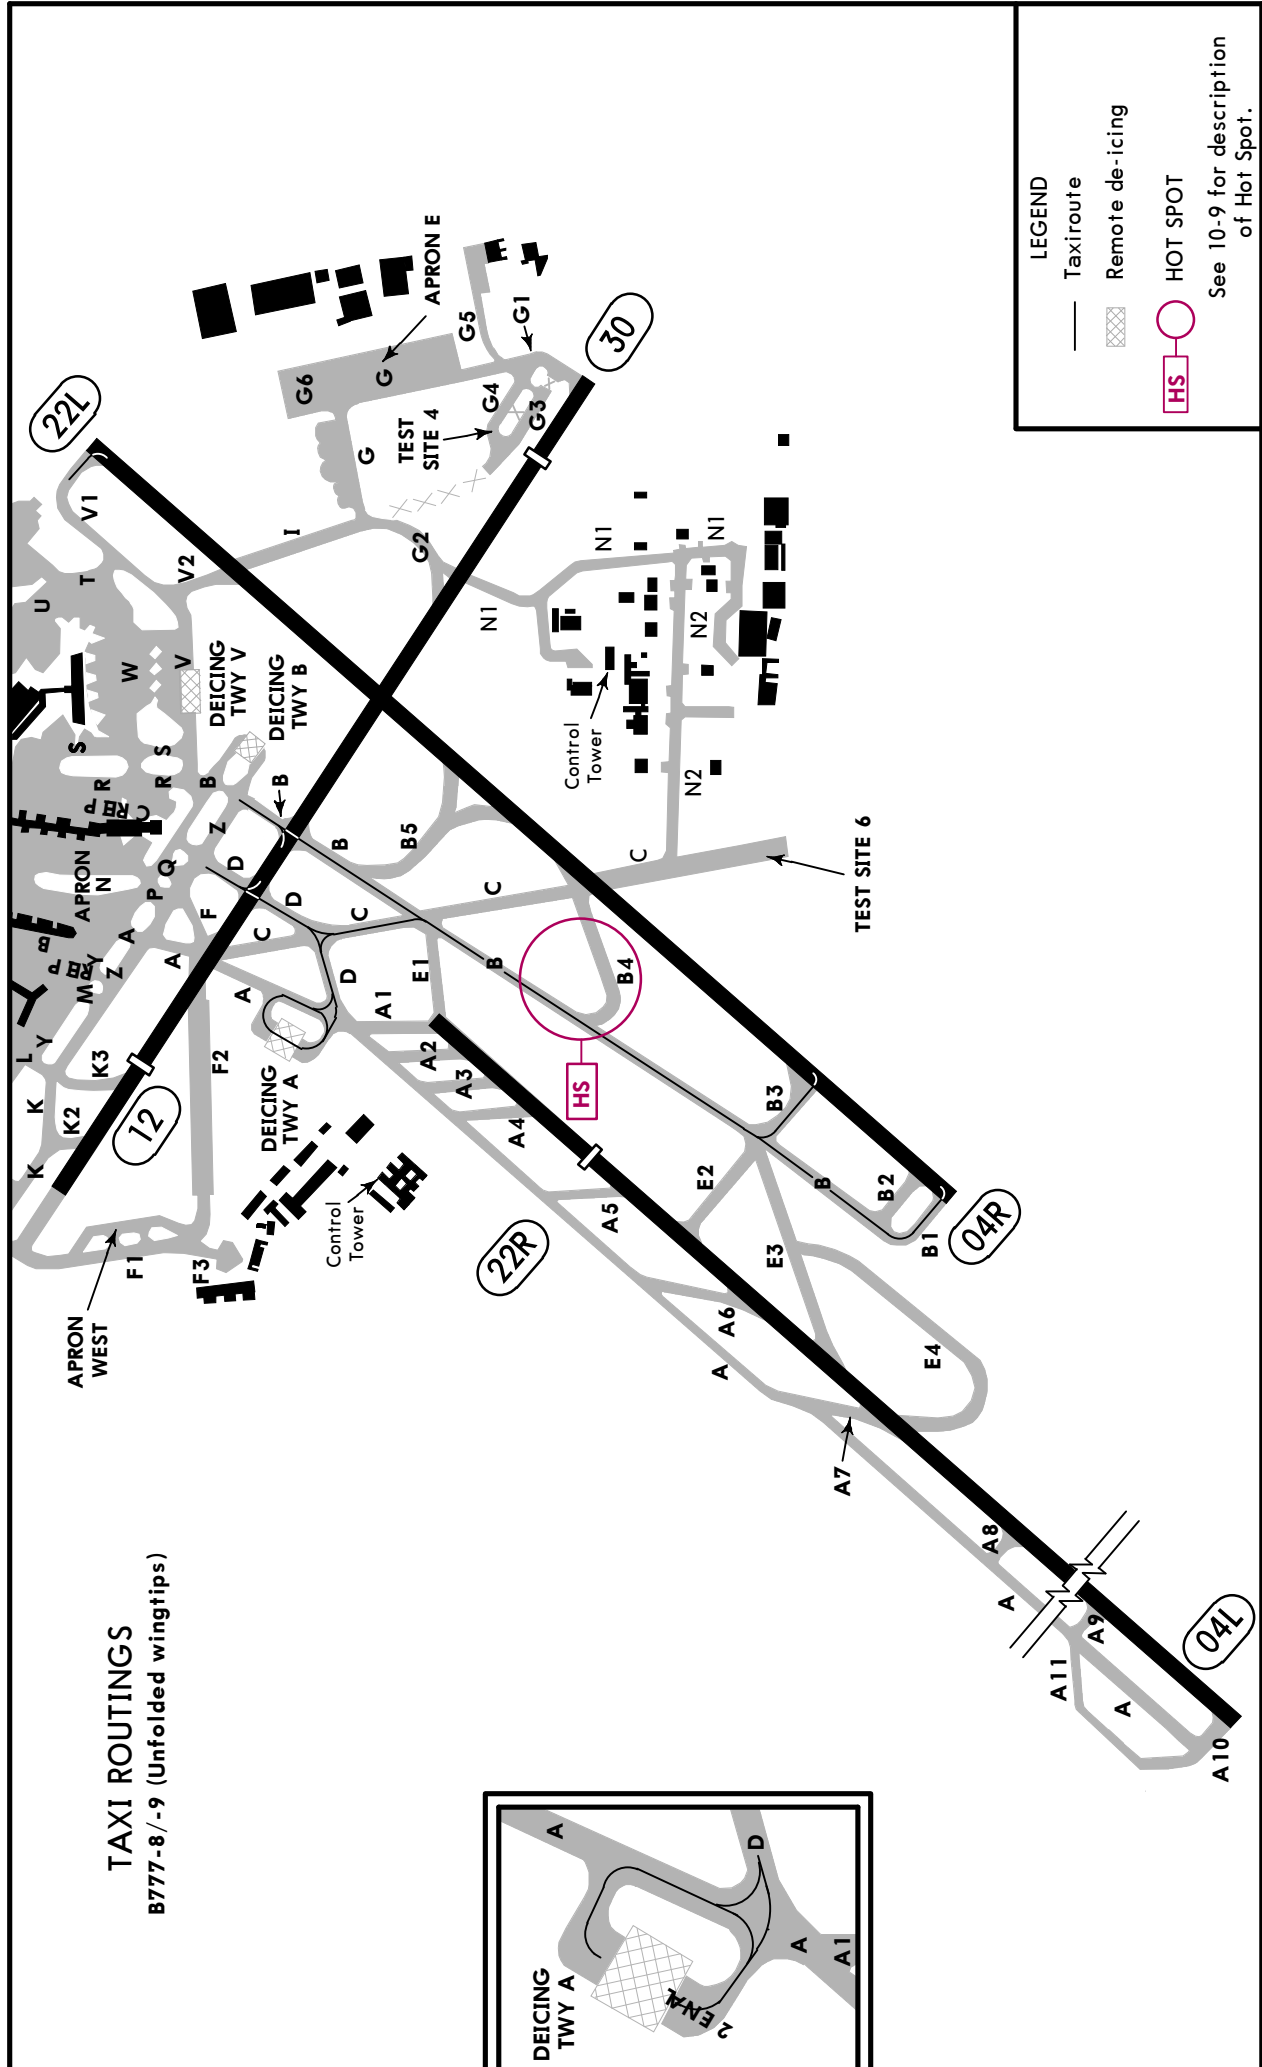 TAXI ROUTINGS
B777-8/-9 (Unfolded wingtips)
LEGEND
Taxiroute
Remote de-icing
HS
HOT SPOT
See 10-9 for description
of Hot Spot.
22L
V1
T
U
V2
I
W
V
DEICING
TWY V
DEICING
TWY B
S
S
R
R
B
B
Z
C
PIER
APRON
N
Q
P
D
F
A
B
PIER
Y
Z
M
Y
L
K
K
K2
K3
12
A
C
D
C
A
D
A1
E1
F2
DEICING
TWY A
Control
Tower
APRON
WEST
F1
F3
G6
G
APRON E
G5
G1
G4
G3
TEST
SITE 4
G
G2
30
N1
N1
N1
N2
N2
Control
Tower
C
TEST SITE 6
B
B5
C
B
B4
HS
A2
A3
A4
A5
22R
E2
B3
B
B2
B1
04R
E3
E4
A6
A
A7
A8
A
A9
A11
A
A10
04L
DEICING
TWY A
A
D
A
A1
LANE 2